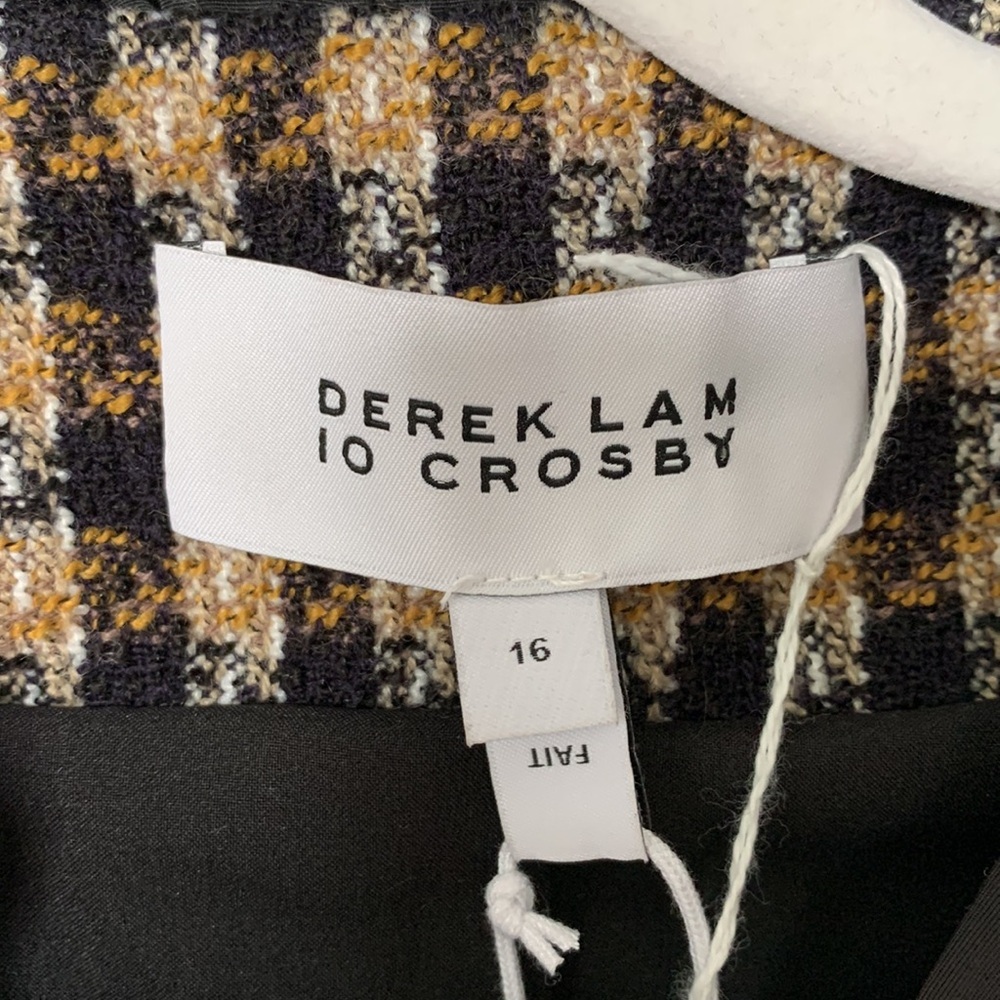 DEREK LAM
10 CROSBY
16
FAIT